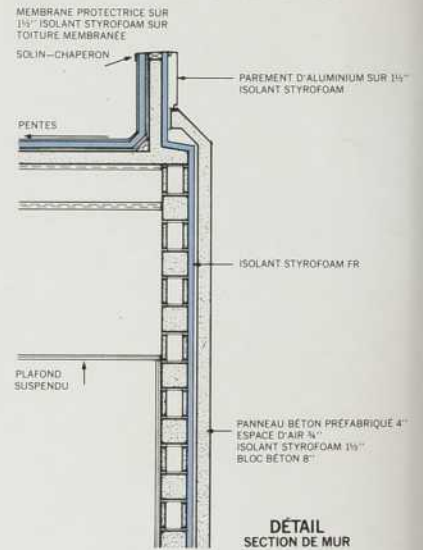 MEMBRANE PROTECTRICE SUR
1½" ISOLANT STYROFOAM SUR
TOITURE MEMBRANÉE
SOLIN—CHAPERON
PAREMENT D'ALUMINIUM SUR 1½"
ISOLANT STYROFOAM
PENTES
ISOLANT STYROFOAM FR
PLAFOND
SUSPENDU
PANNEAU BÉTON PRÉFABRIQUÉ 4"
ESPACE D'AIR ¾"
ISOLANT STYROFOAM 1½"
BLOC BÉTON 8"
DÉTAIL
SECTION DE MUR